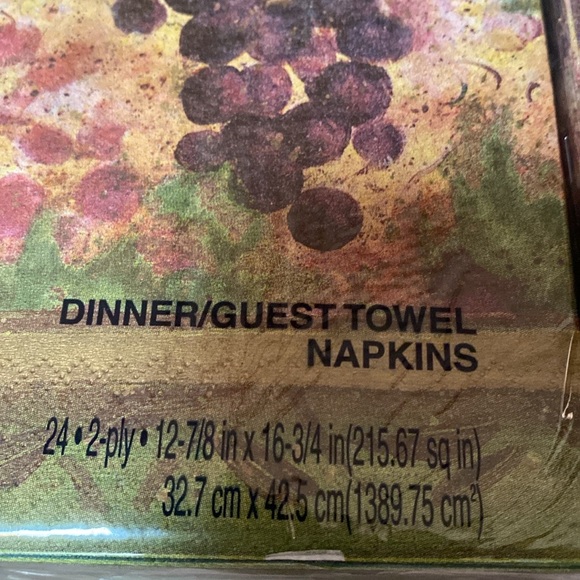 DINNER/GUEST TOWEL
NAPKINS
24 • 2-ply • 12-7/8 in x 16-3/4 in(215.67 sq in)
32.7 cm x 42.5 cm(1389.75 cm²)